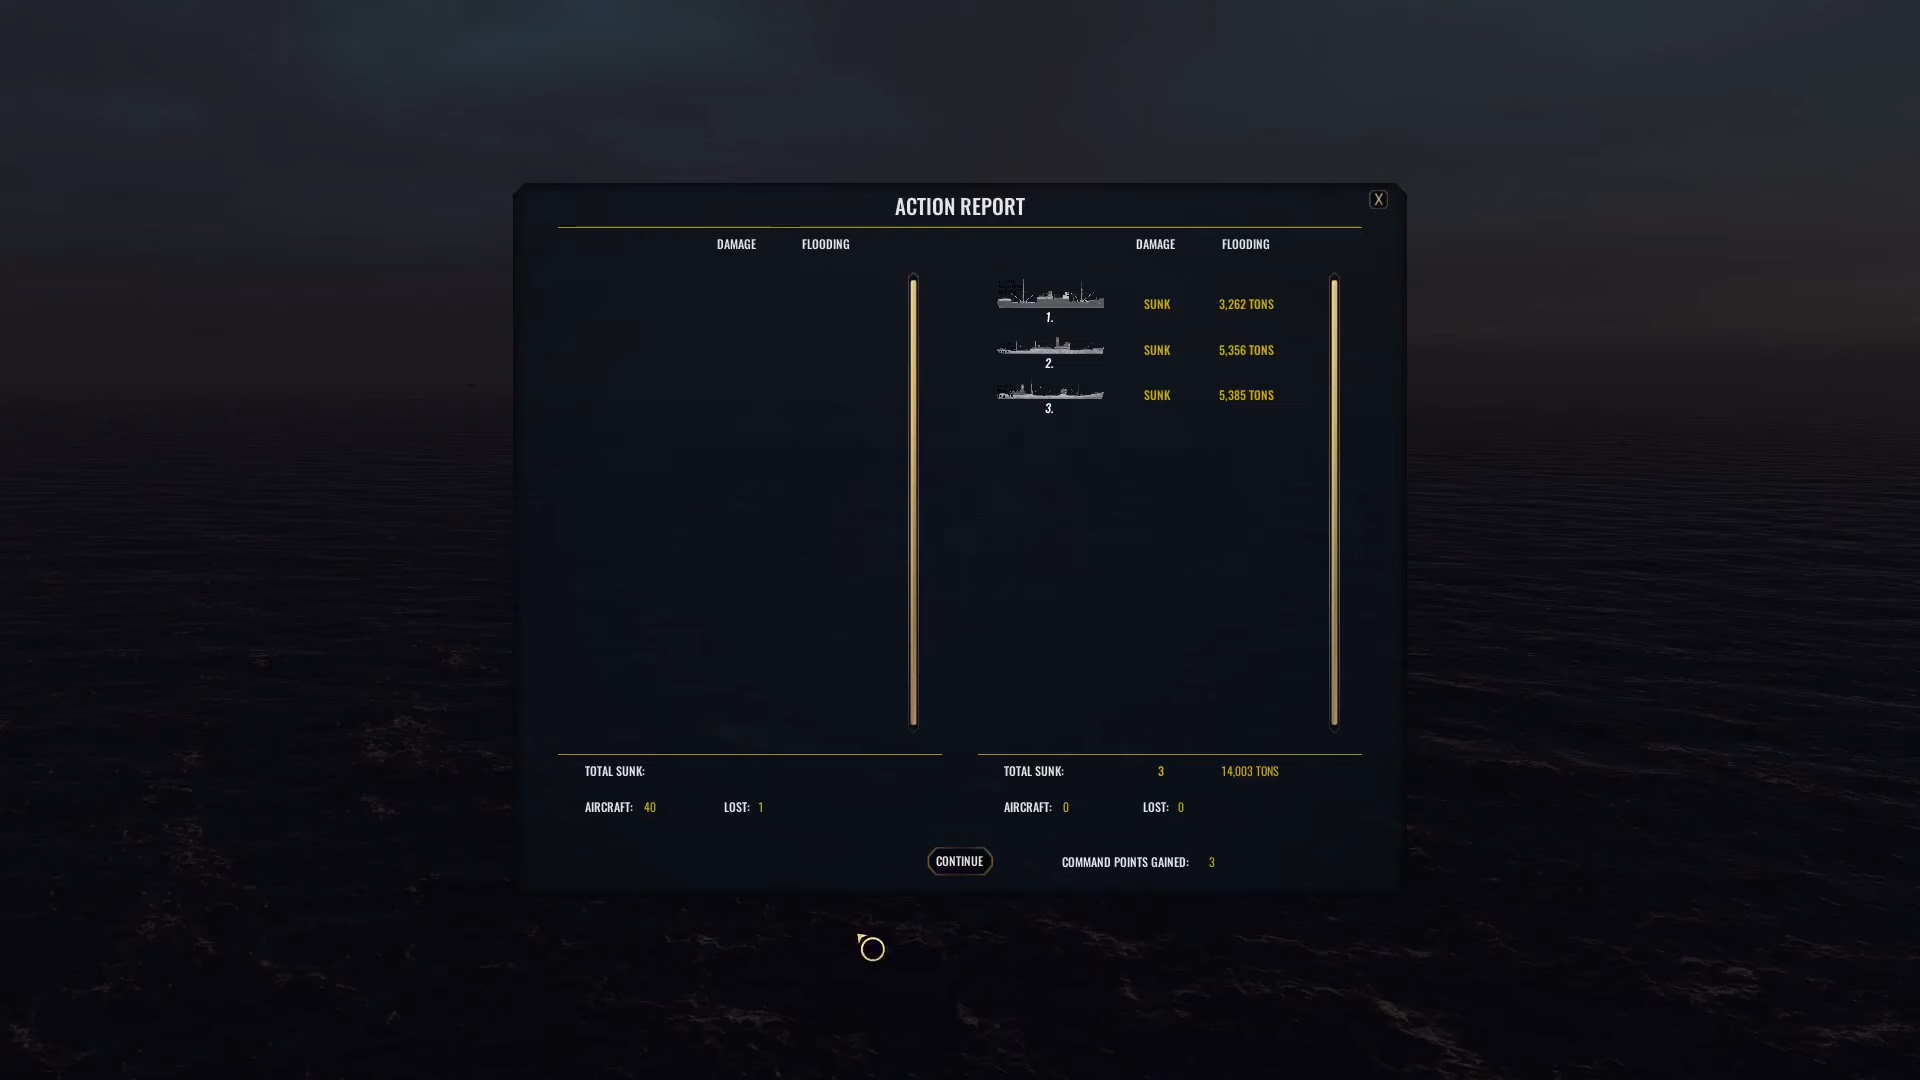 ACTION REPORT
X
DAMAGE FLOODING
DAMAGE FLOODING
SUNK 3,262 TONS
1.
SUNK 5,356 TONS
2.
SUNK 5,385 TONS
3.
TOTAL SUNK:
AIRCRAFT: 40 LOST: 1
TOTAL SUNK: 3 14,003 TONS
AIRCRAFT: 0 LOST: 0
CONTINUE
COMMAND POINTS GAINED: 3